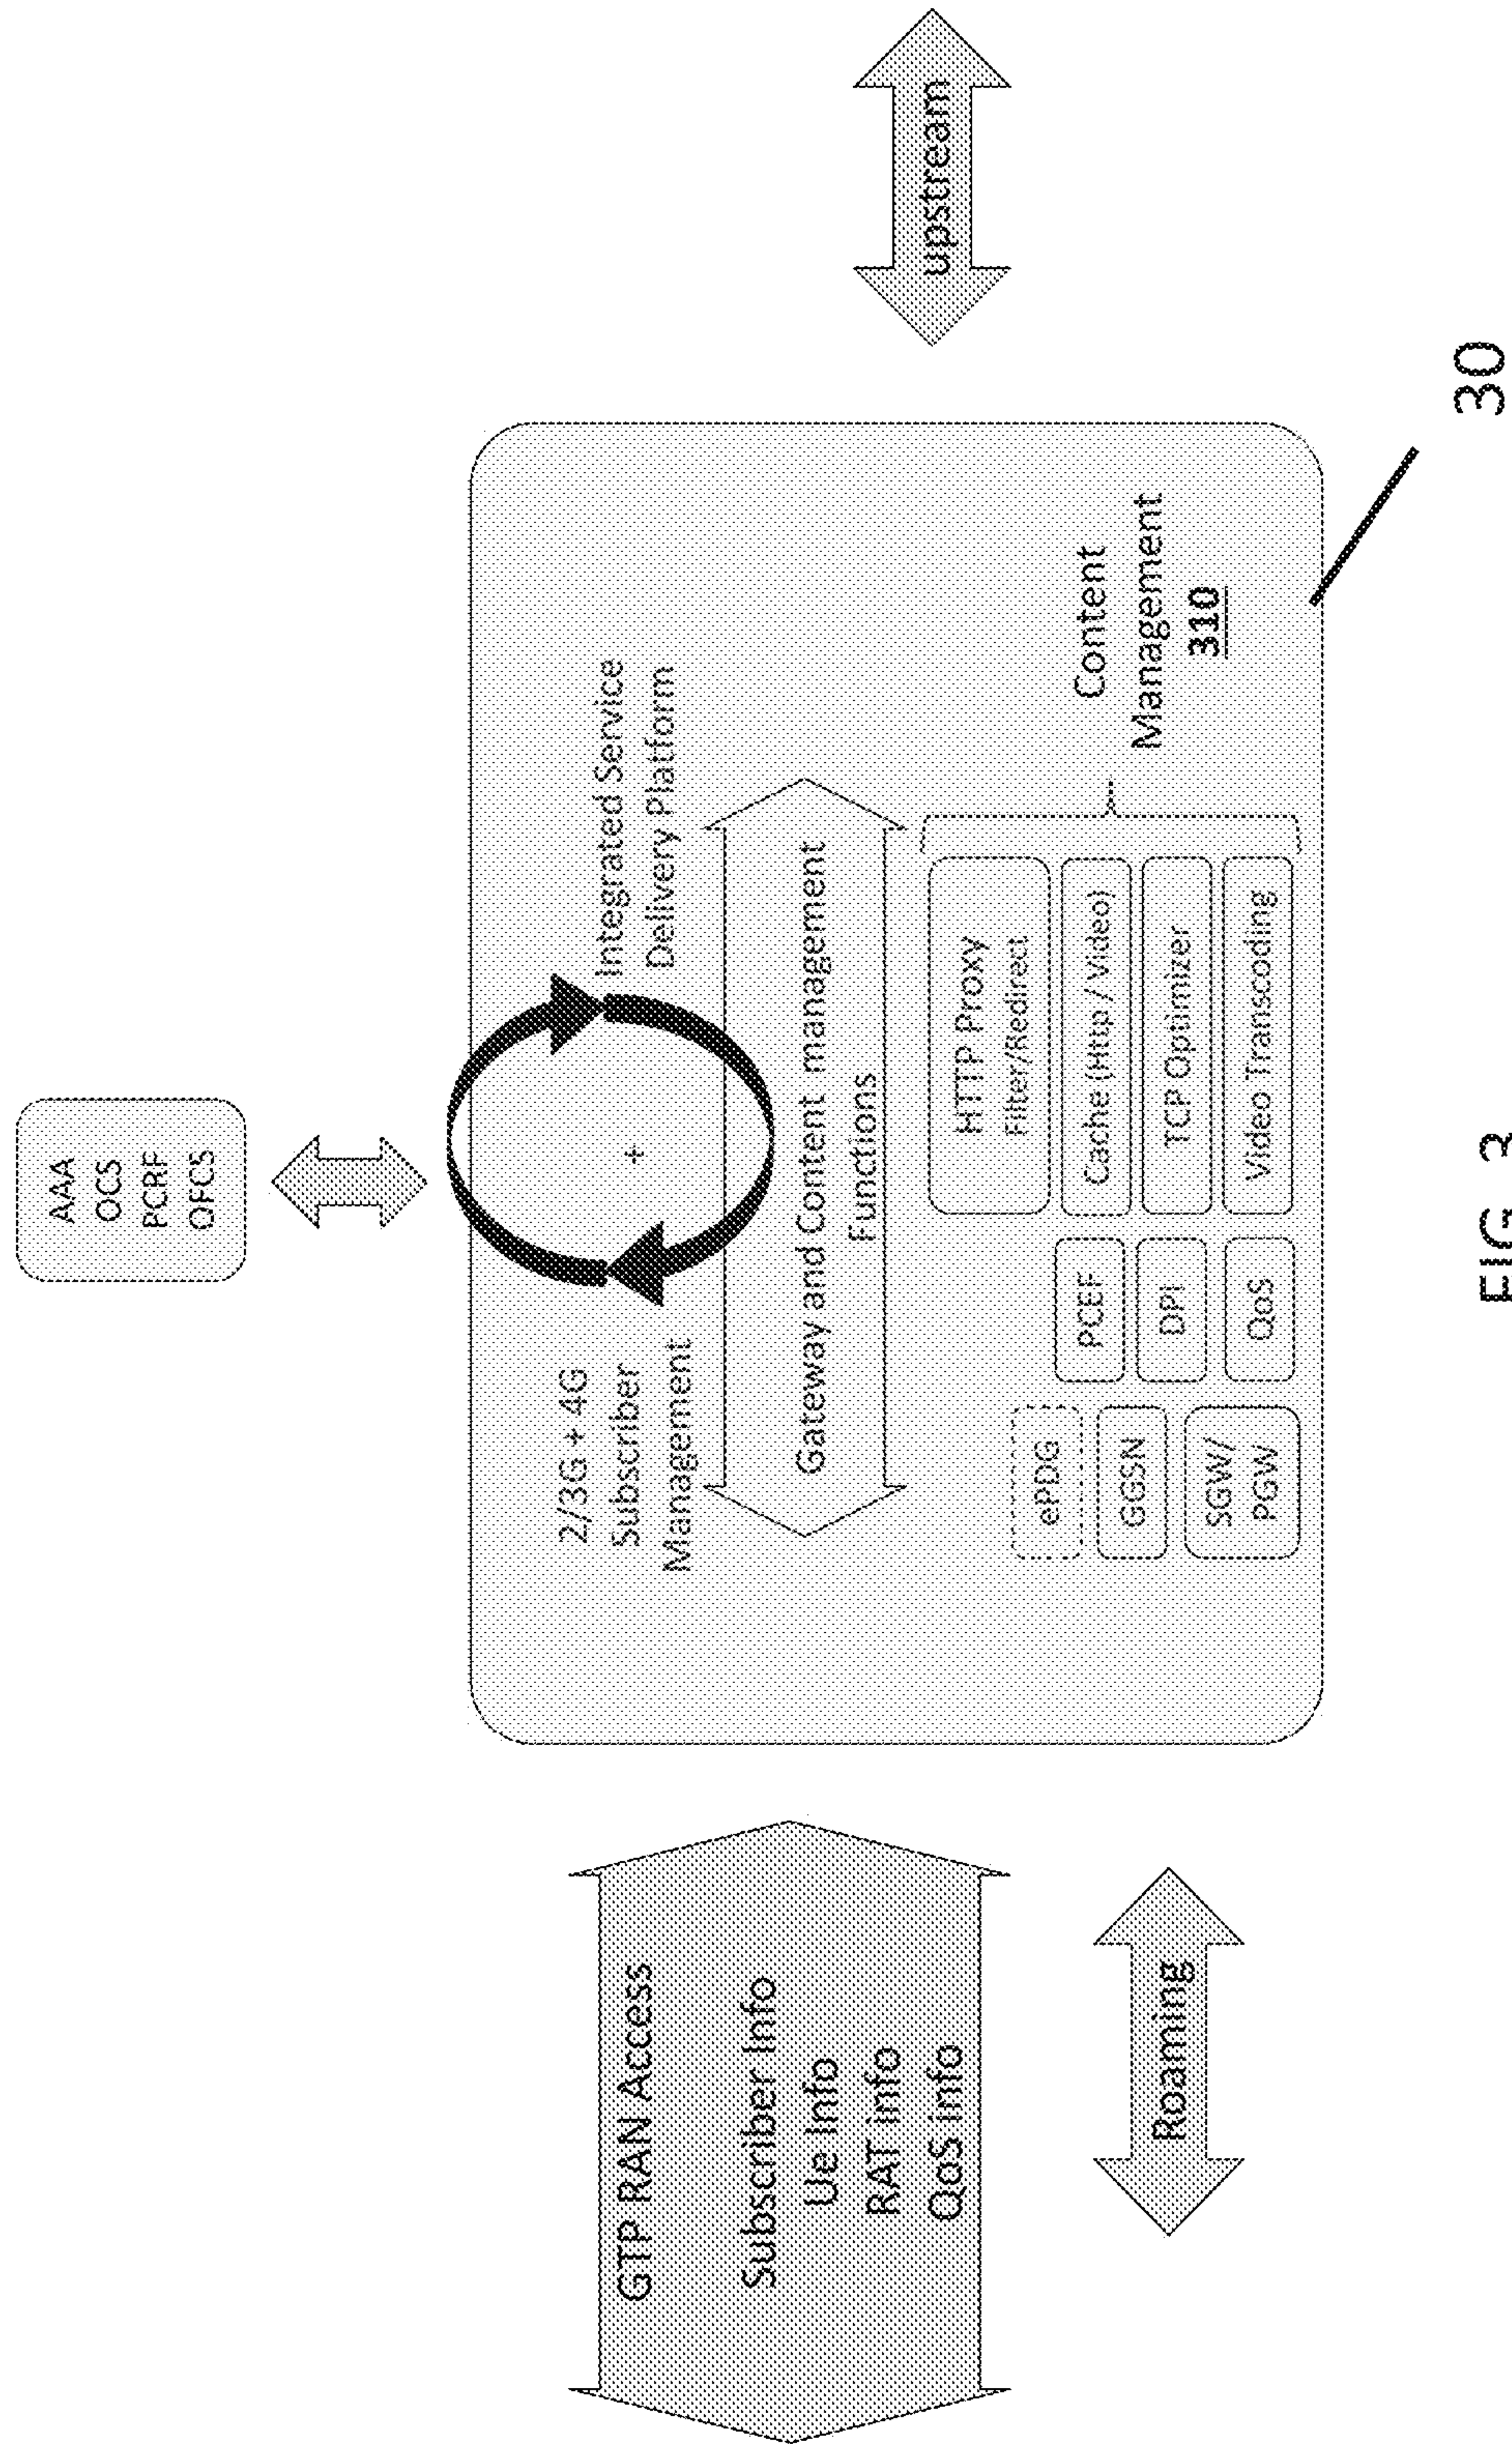 AAA
OCS
PCRF
OFCS
GTP RAN Access
Subscriber Info
Ue Info
RAT info
QoS info
Roaming
2/3G + 4G
Subscriber
Management
+
Integrated Service
Delivery Platform
Gateway and Content management
Functions
ePDG
GGSN
SGW/
PGW
PCEF
DPI
QoS
HTTP Proxy
Filter/Redirect
Cache (Http / Video)
TCP Optimizer
Video Transcoding
Content
Management
310
upstream
30
FIG. 3